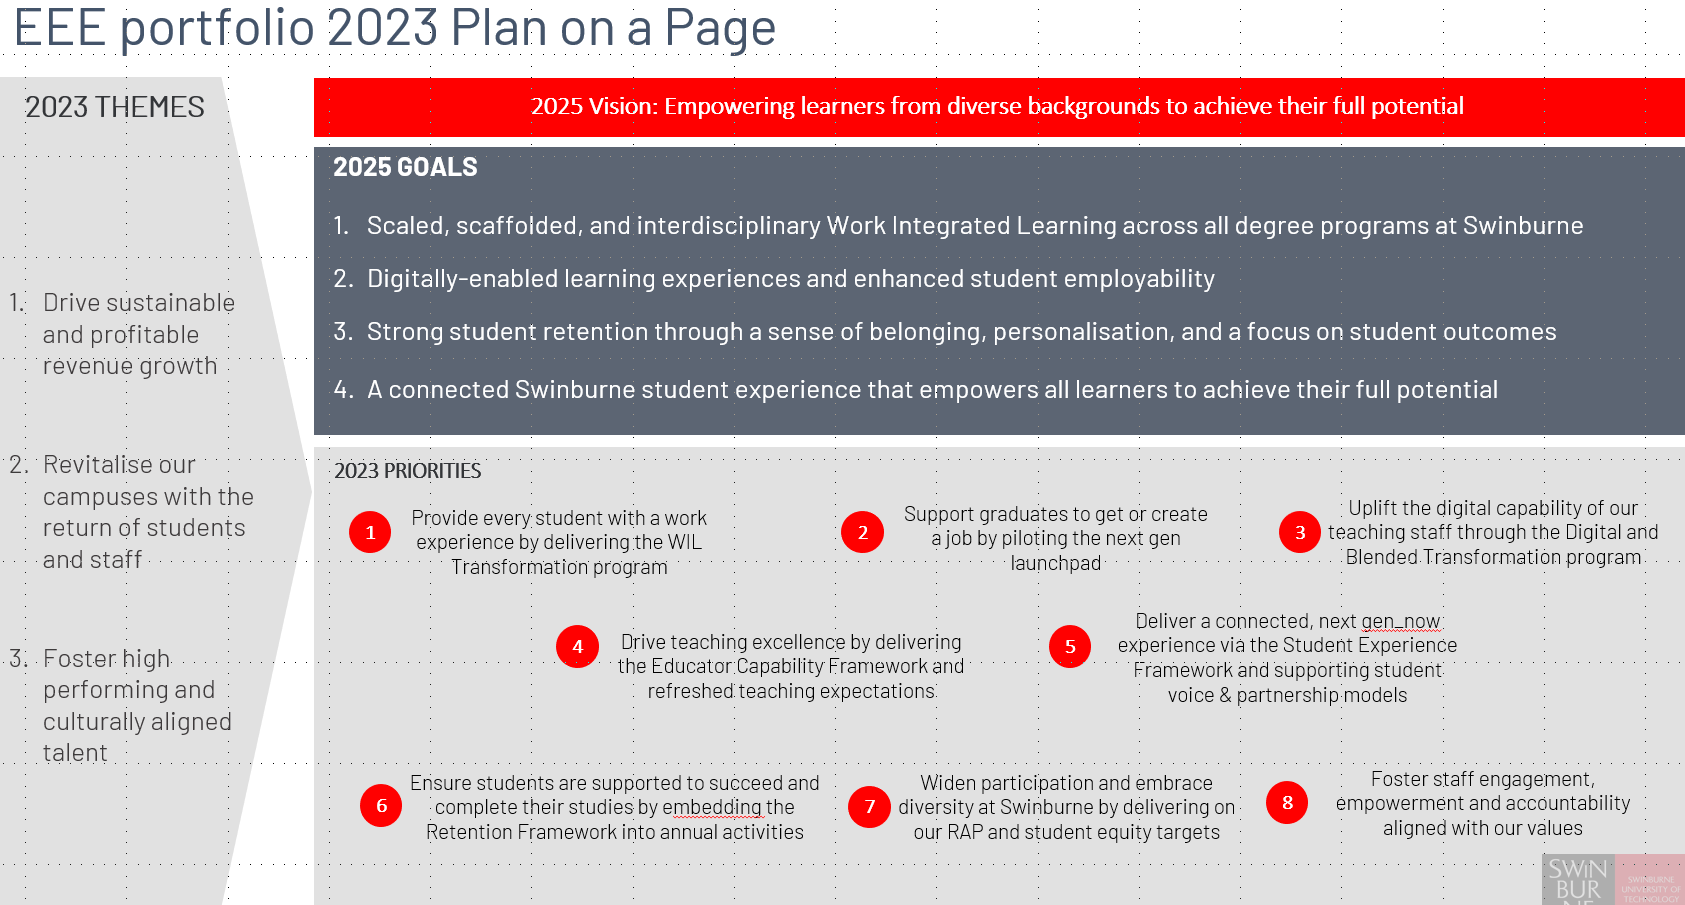 EEE portfolio 2023 Plan on a Page
2023 THEMES
1. Drive sustainable
and profitable
revenue growth
2. Revitalise our
campuses with the
return of students
and staff
3. Foster high
performing and
culturally aligned
talent
2025 Vision: Empowering learners from diverse backgrounds to achieve their full potential
2025 GOALS
1. Scaled, scaffolded, and interdisciplinary Work Integrated Learning across all degree programs at Swinburne
2. Digitally-enabled learning experiences and enhanced student employability
3. Strong student retention through a sense of belonging, personalisation, and a focus on student outcomes
4. A connected Swinburne student experience that empowers all learners to achieve their full potential
2023 PRIORITIES
1
Provide every student with a work
experience by delivering the WIL
Transformation program
2
Support graduates to get or create
a job by piloting the next gen
launchpad
3
Uplift the digital capability of our
teaching staff through the Digital and
Blended Transformation program
4
Drive teaching excellence by delivering
the Educator Capability Framework and
refreshed teaching expectations
5
Deliver a connected, next gen_now
experience via the Student Experience
Framework and supporting student
voice & partnership models
6
Ensure students are supported to succeed and
complete their studies by embedding the
Retention Framework into annual activities
7
Widen participation and embrace
diversity at Swinburne by delivering on
our RAP and student equity targets
8
Foster staff engagement,
empowerment and accountability
aligned with our values
SWIN
BUR
NE
SWINBURNE
UNIVERSITY OF
TECHNOLOGY